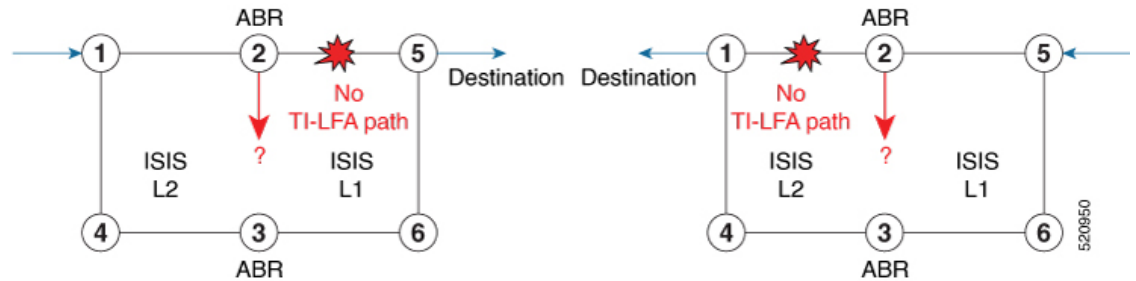 ABR
1
2
5
Destination
No
TI-LFA path
?
ISIS
L2
ISIS
L1
4
3
6
ABR
ABR
1
2
5
Destination
No
TI-LFA path
?
ISIS
L2
ISIS
L1
4
3
6
ABR
520950